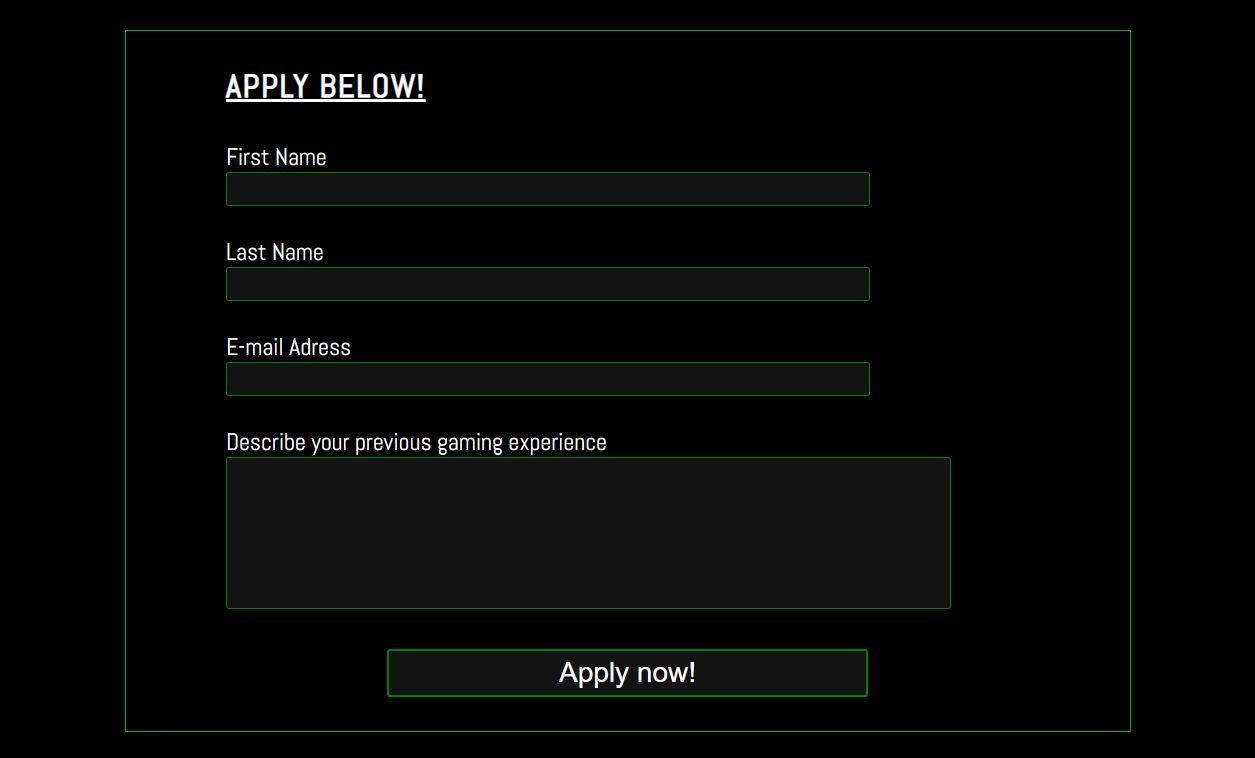 APPLY BELOW!
First Name
Last Name
E-mail Adress
Describe your previous gaming experience
Apply now!